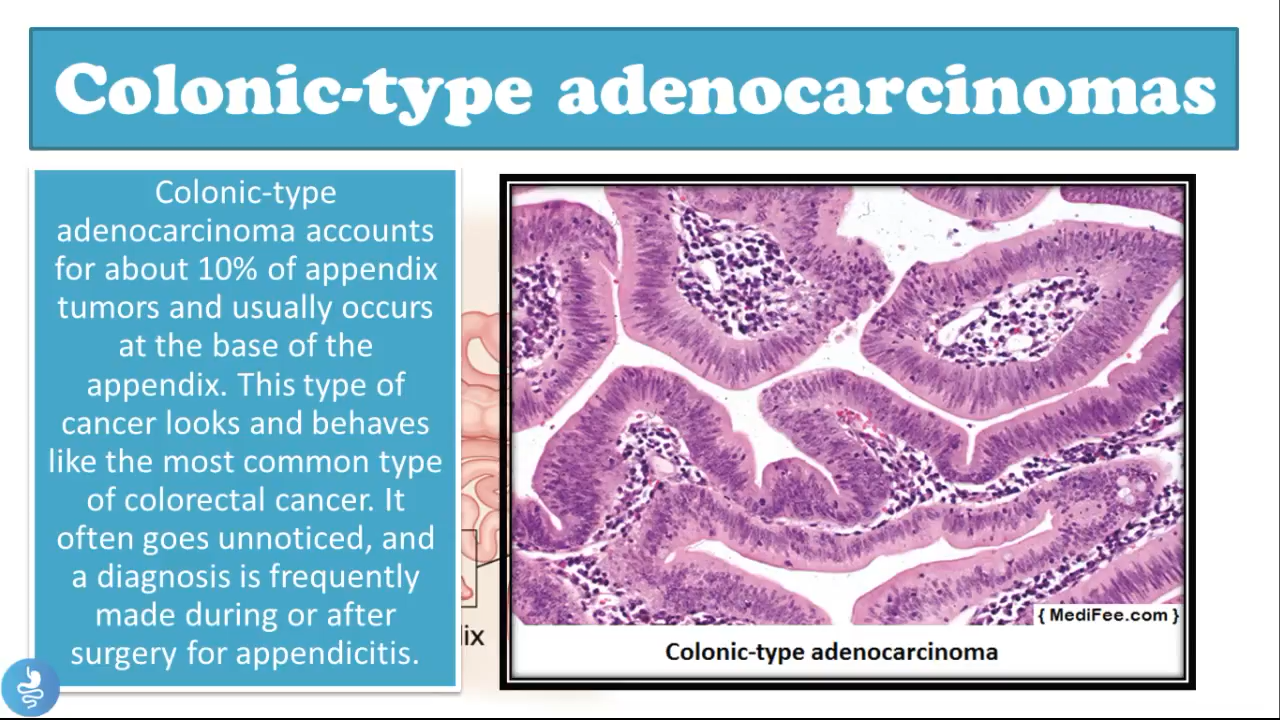 Colonic-type adenocarcinomas
Colonic-type
adenocarcinoma accounts
for about 10% of appendix
tumors and usually occurs
at the base of the
appendix. This type of
cancer looks and behaves
like the most common type
of colorectal cancer. It
often goes unnoticed, and
a diagnosis is frequently
made during or after
surgery for appendicitis.
ix
{ MediFee.com }
Colonic-type adenocarcinoma